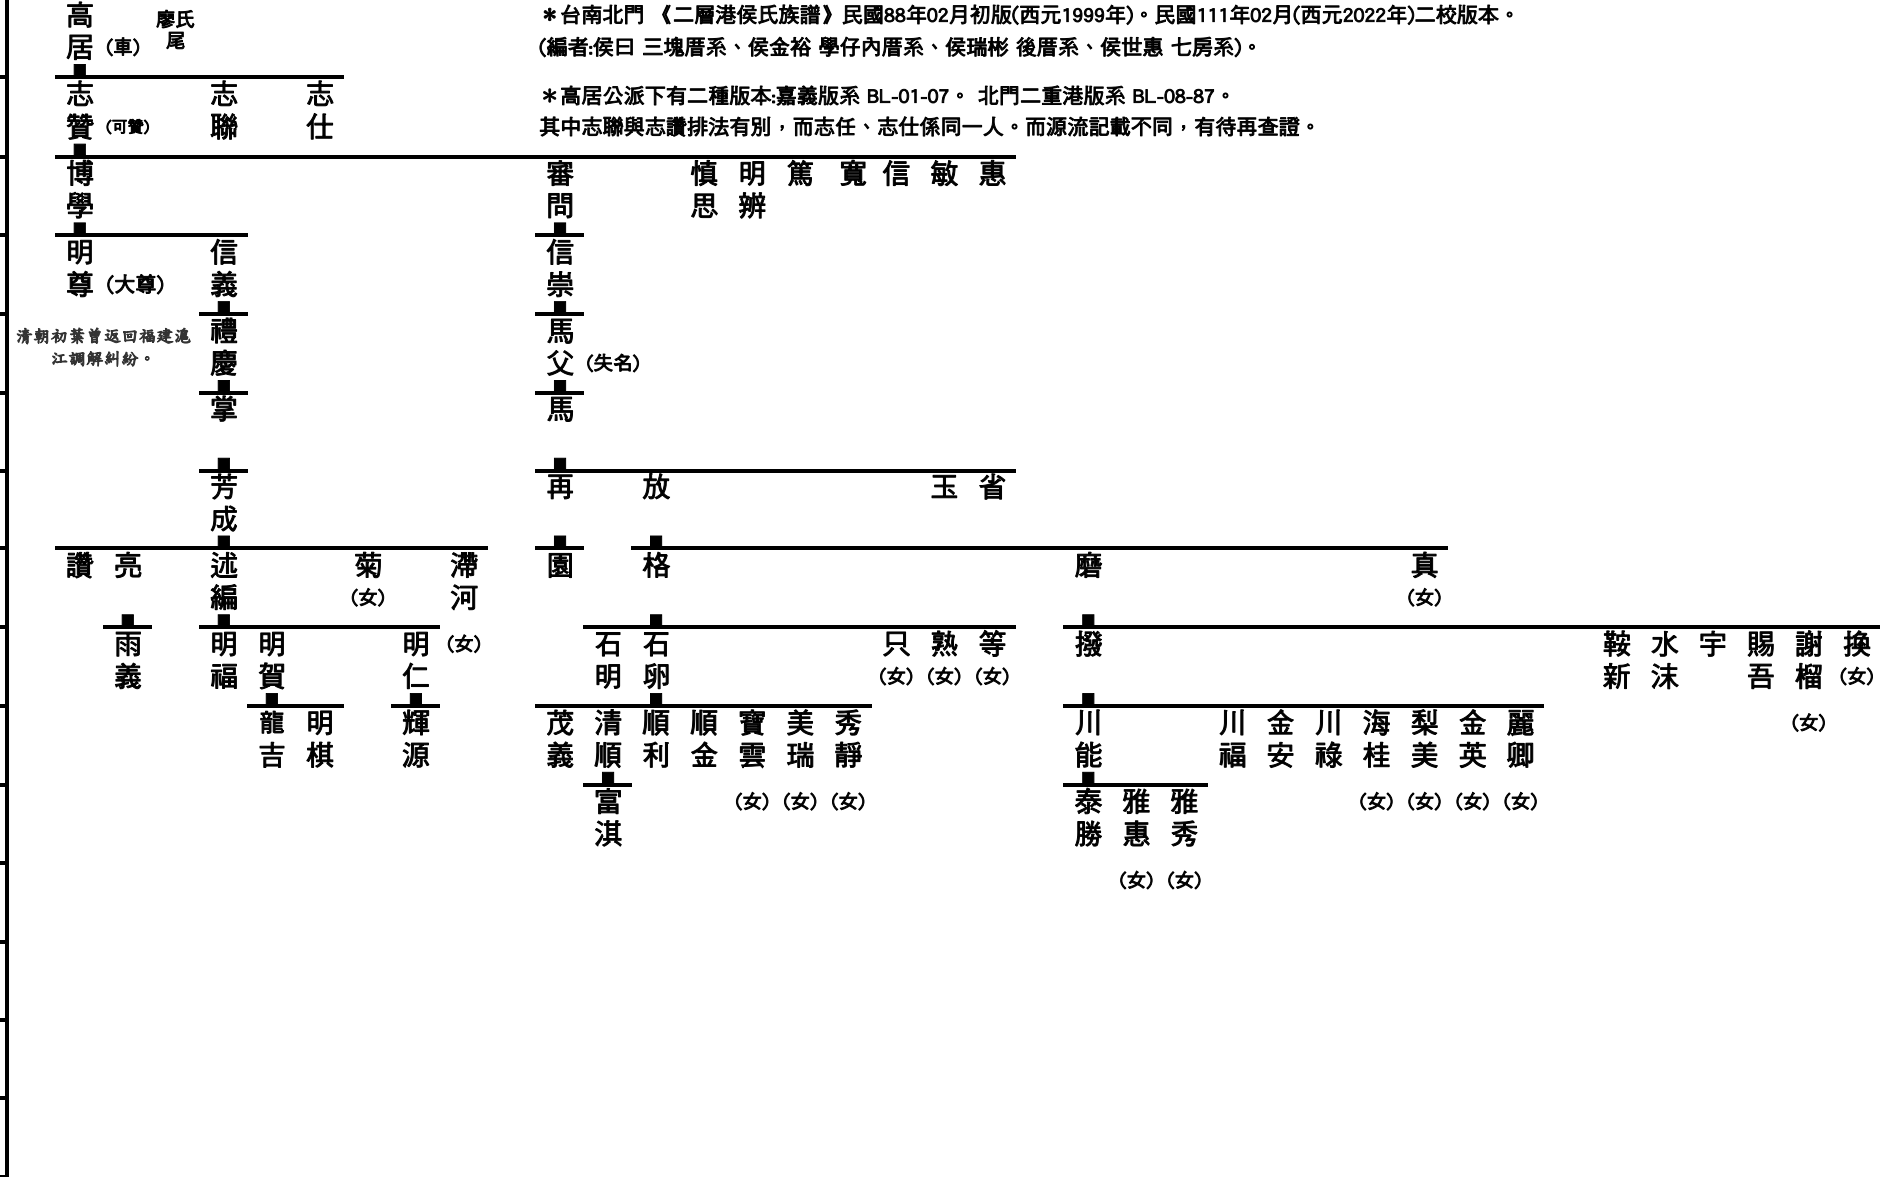 高居 (車) 廖氏尾
＊台南北門 《二層港侯氏族譜》民國88年02月初版(西元1999年)。民國111年02月(西元2022年)二校版本。
(編者:侯曰 三塊厝系、侯金裕 學仔內厝系、侯瑞彬 後厝系、侯世惠 七房系)。
＊高居公派下有二種版本:嘉義版系 BL-01-07。 北門二重港版系 BL-08-87。
其中志聯與志讚排法有別，而志任、志仕係同一人。而源流記載不同，有待再查證。
志贊 (可贊) 志聯 志仕
博學 審問 慎思 明辨 篤 寬 信 敏 惠
明尊 (大尊) 信義 信崇
清朝初葉曾返回福建滬
江調解糾紛。
禮慶 馬父 (失名)
掌 馬
芳成 再 放 玉 省
讚 亮 述編 菊 (女) 滯河 (女) 園 格 磨 真 (女)
雨義 明福 明賀 明仁 石明 石卵 只 (女) 熟 (女) 等 (女) 撥 鞍新 水沫 宇 賜吾 謝榴 (女) 換 (女)
龍吉 明棋 輝源 茂義 清順 順利 順金 寶雲 (女) 美瑞 (女) 秀靜 (女) 川能 川福 金安 川祿 海桂 (女) 梨美 (女) 金英 (女) 麗卿 (女)
富淇 泰勝 雅惠 (女) 雅秀 (女)